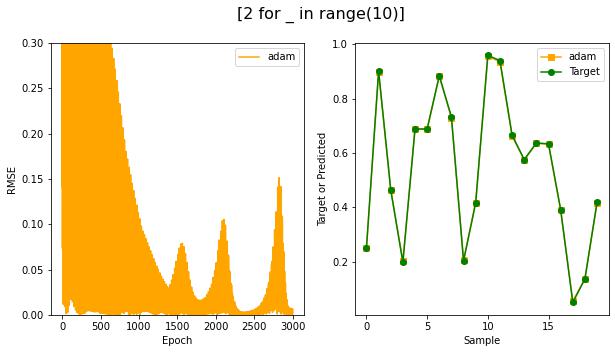 [2 for _ in range(10)]
0.30
0.25
0.20
0.15
0.10
0.05
0.00
RMSE
0 500 1000 1500 2000 2500 3000
Epoch
adam
1.0
0.8
0.6
0.4
0.2
Target or Predicted
0 5 10 15
Sample
adam
Target